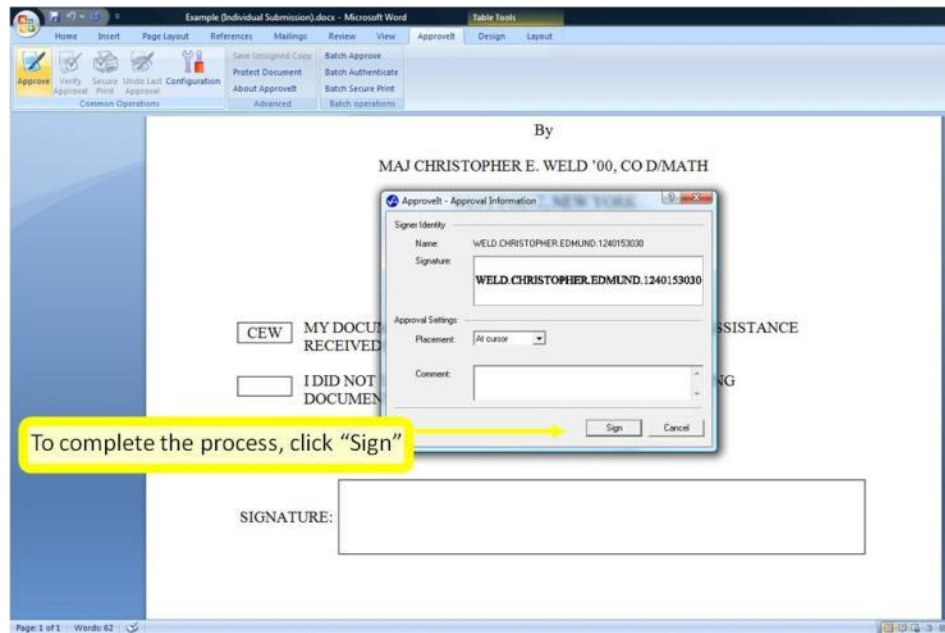 Example (Individual Submission).docx - Microsoft Word
Table Tools
Home Insert Page Layout References Mailings Review View ApproveIt Design Layout
Approve
Verify Approval
Secure Print
Undo Last Approval
Configuration
Common Operations
Save Unsigned Copy
Protect Document
About ApproveIt
Advanced
Batch Approve
Batch Authenticate
Batch Secure Print
Batch operations
By
MAJ CHRISTOPHER E. WELD '00, CO D/MATH
NEW YORK
ApproveIt - Approval Information
Signer Identity
Name: WELD.CHRISTOPHER.EDMUND.1240153030
Signature:
WELD.CHRISTOPHER.EDMUND.1240153030
Approval Settings
Placement: At cursor
Comment:
Sign Cancel
CEW MY DOCUM SSISTANCE
RECEIVED
I DID NOT NG
DOCUMEN
To complete the process, click “Sign”
SIGNATURE:
Page: 1 of 1 Words: 62